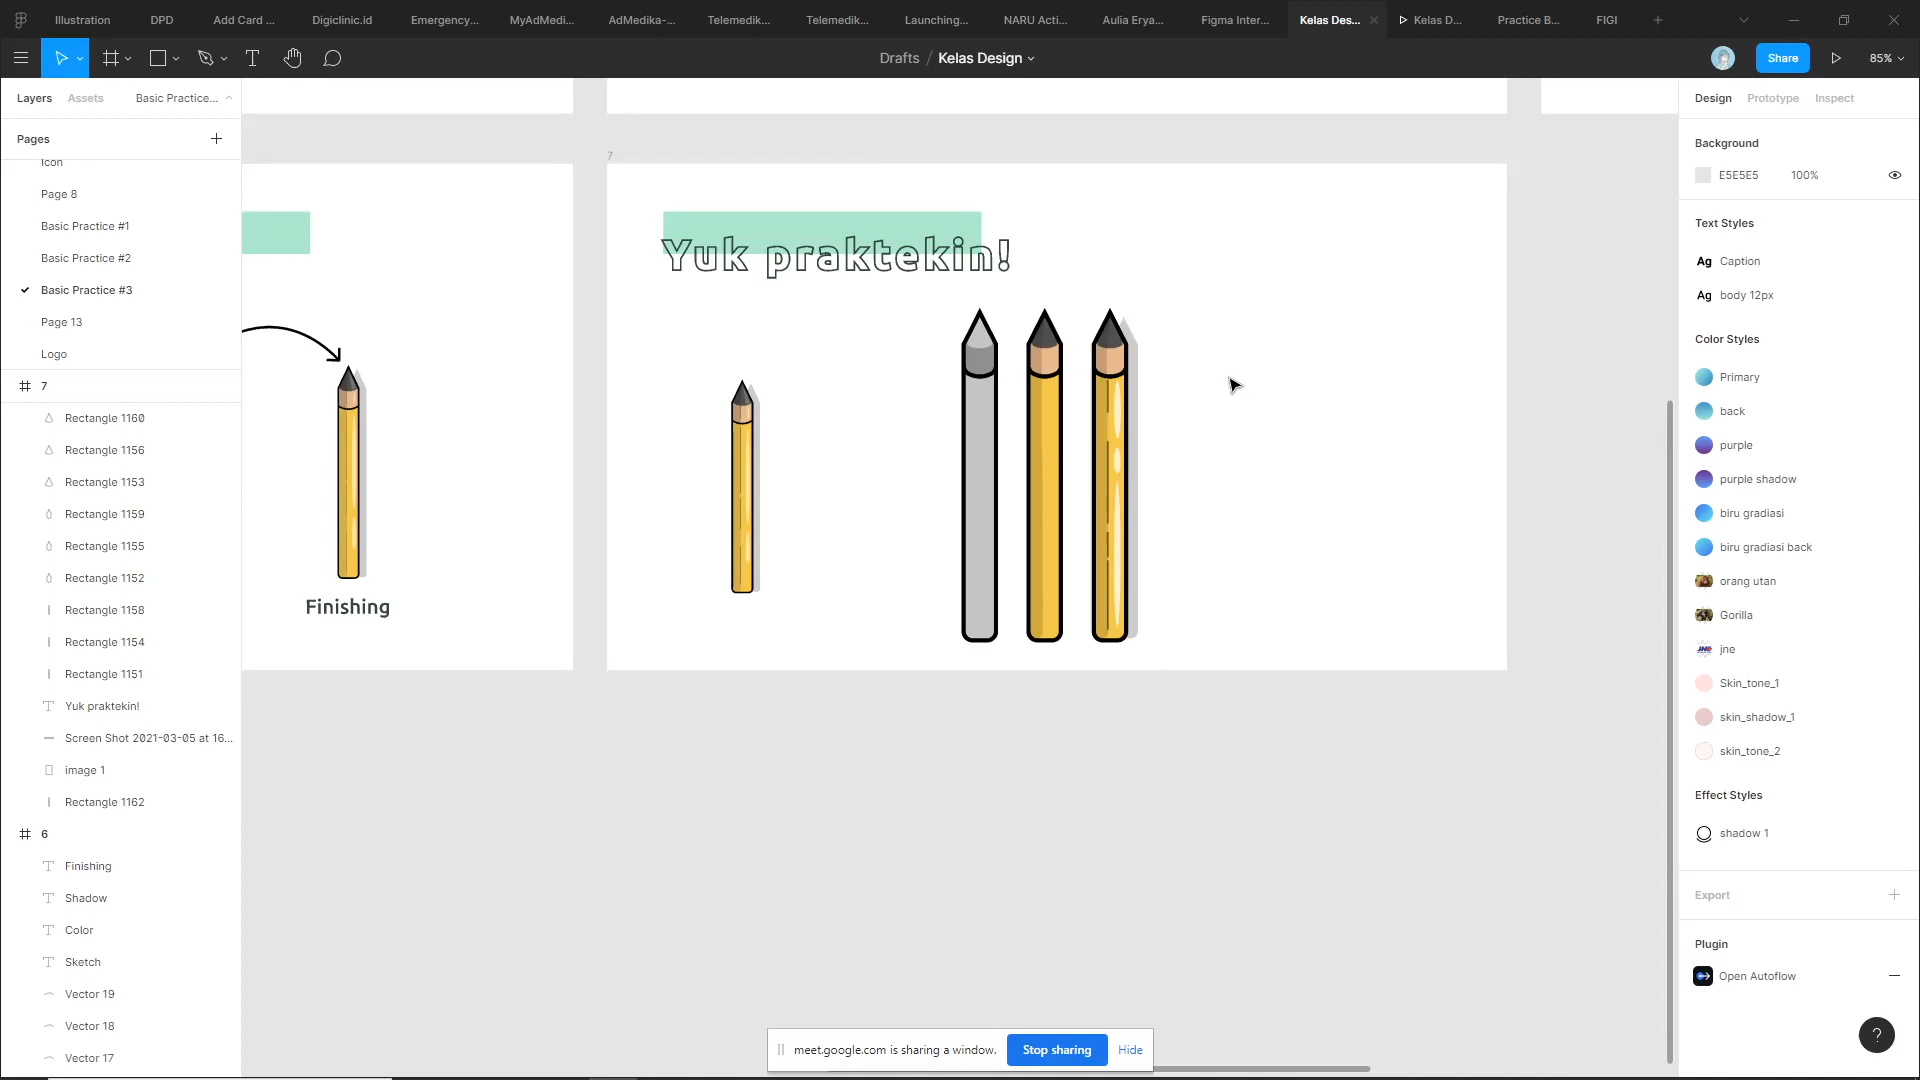 Illustration
DPD
Add Card ...
Digiclinic.id
Emergency...
MyAdMedi...
AdMedika-...
Telemedik...
Telemedik...
Launching...
NARU Acti...
Aulia Erya...
Figma Inter...
Kelas Des...
Kelas D...
Practice B...
FIGI
Drafts / Kelas Design
Share
85%
Layers
Assets
Basic Practice...
Pages
Icon
Page 8
Basic Practice #1
Basic Practice #2
Basic Practice #3
Page 13
Logo
7
Rectangle 1160
Rectangle 1156
Rectangle 1153
Rectangle 1159
Rectangle 1155
Rectangle 1152
Rectangle 1158
Rectangle 1154
Rectangle 1151
Yuk praktekin!
Screen Shot 2021-03-05 at 16...
image 1
Rectangle 1162
6
Finishing
Shadow
Color
Sketch
Vector 19
Vector 18
Vector 17
Finishing
7
Yuk praktekin!
meet.google.com is sharing a window.
Stop sharing
Hide
Design
Prototype
Inspect
Background
E5E5E5 100%
Text Styles
Ag Caption
Ag body 12px
Color Styles
Primary
back
purple
purple shadow
biru gradiasi
biru gradiasi back
orang utan
Gorilla
jne
Skin_tone_1
skin_shadow_1
skin_tone_2
Effect Styles
shadow 1
Export
Plugin
Open Autoflow
?